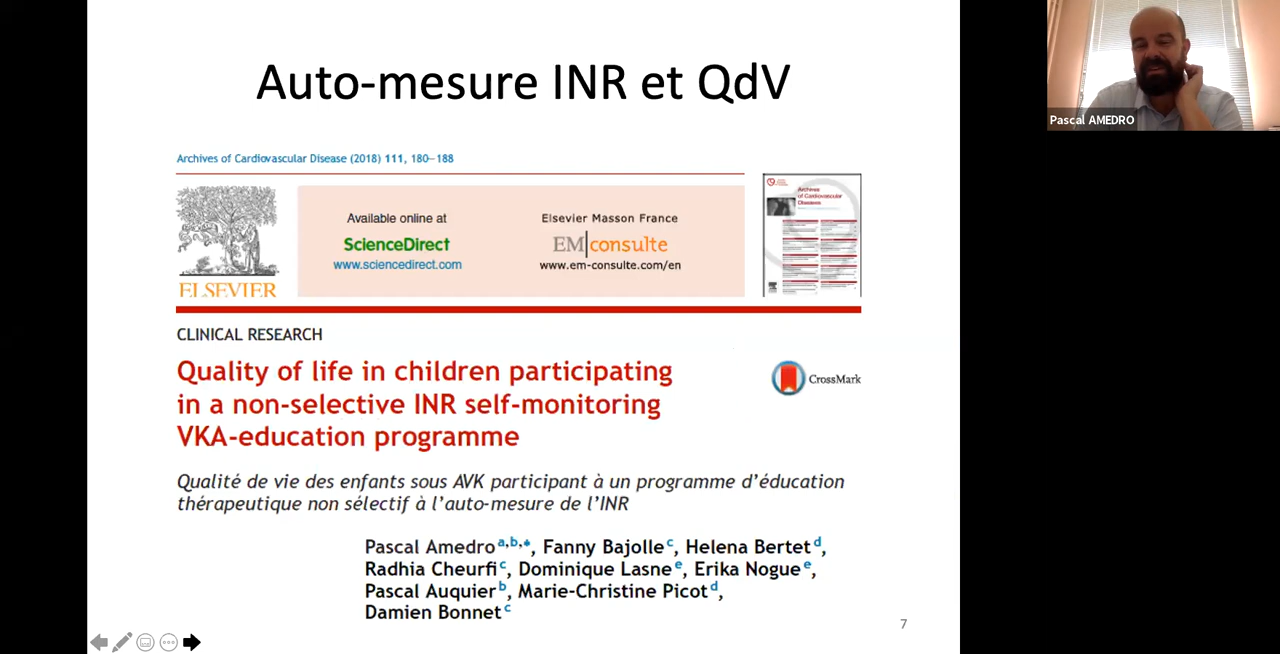 Auto-mesure INR et QdV
Pascal AMEDRO
Archives of Cardiovascular Disease (2018) 111, 180—188
Available online at
ScienceDirect
www.sciencedirect.com
Elsevier Masson France
EM|consulte
www.em-consulte.com/en
ELSEVIER
Archives
of Cardiovascular
Diseases
CLINICAL RESEARCH
Quality of life in children participating
in a non-selective INR self-monitoring
VKA-education programme
CrossMark
Qualité de vie des enfants sous AVK participant à un programme d’éducation
thérapeutique non sélectif à l’auto-mesure de l’INR
Pascal Amedro a,b,*, Fanny Bajolle c, Helena Bertet d,
Radhia Cheurfi c, Dominique Lasne e, Erika Nogue e,
Pascal Auquier b, Marie-Christine Picot d,
Damien Bonnet c
7